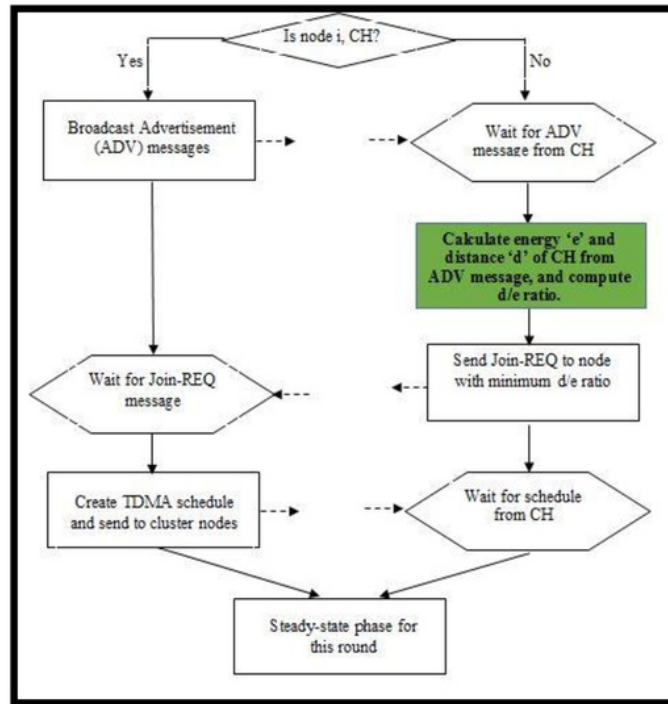 Is node i, CH?
Yes
No
Broadcast Advertisement
(ADV) messages
Wait for ADV
message from CH
Calculate energy ‘e’ and
distance ‘d’ of CH from
ADV message, and compute
d/e ratio.
Wait for Join-REQ
message
Send Join-REQ to node
with minimum d/e ratio
Create TDMA schedule
and send to cluster nodes
Wait for schedule
from CH
Steady-state phase for
this round